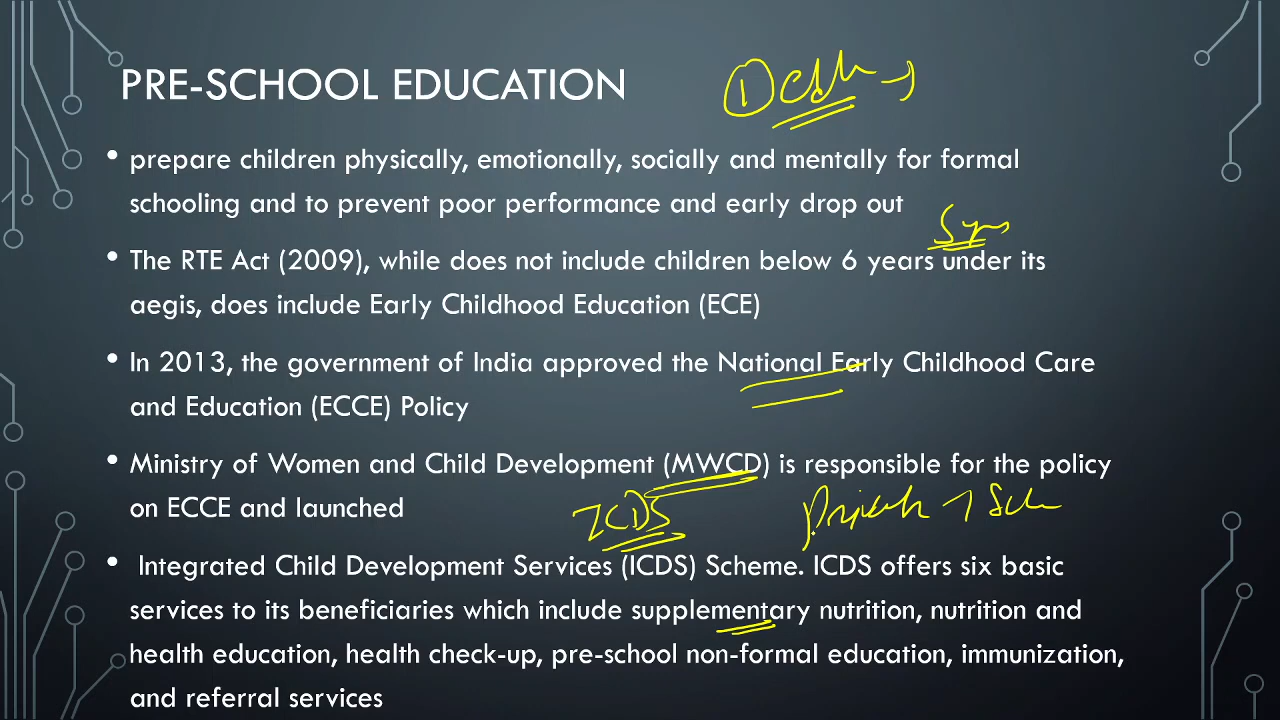 PRE-SCHOOL EDUCATION
• prepare children physically, emotionally, socially and mentally for formal
schooling and to prevent poor performance and early drop out
• The RTE Act (2009), while does not include children below 6 years under its
aegis, does include Early Childhood Education (ECE)
• In 2013, the government of India approved the National Early Childhood Care
and Education (ECCE) Policy
• Ministry of Women and Child Development (MWCD) is responsible for the policy
on ECCE and launched
ICDS
• Integrated Child Development Services (ICDS) Scheme. ICDS offers six basic
services to its beneficiaries which include supplementary nutrition, nutrition and
health education, health check-up, pre-school non-formal education, immunization,
and referral services